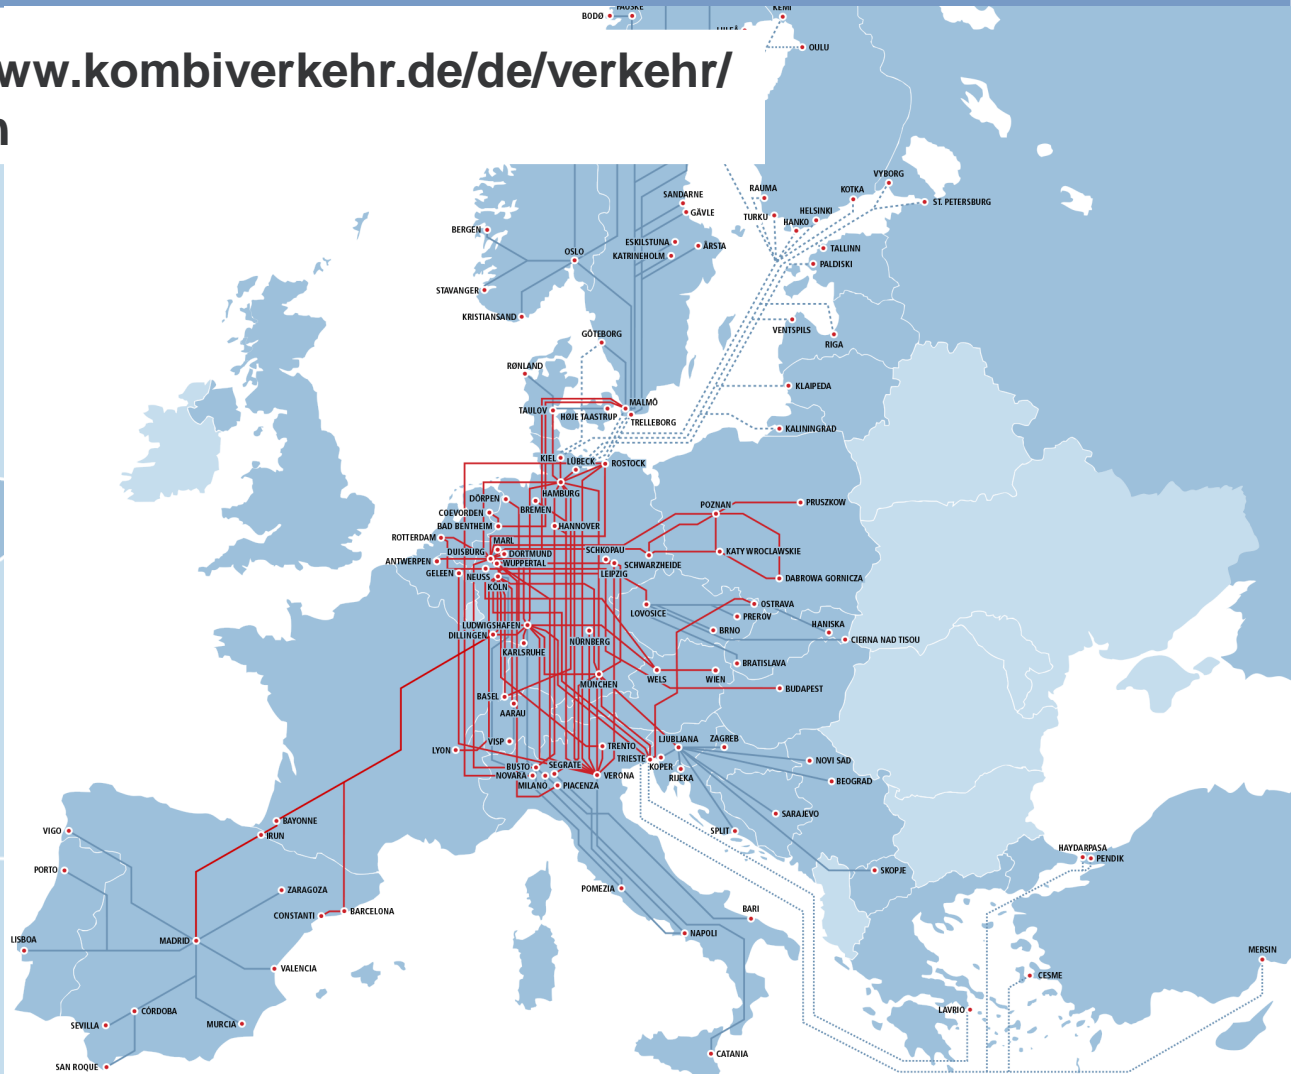 ww.kombiverkehr.de/de/verkehr/
n
BODØ
FAUSKE
KEMI
OULU
VYBORG
RAUMA
KOTKA
ST. PETERSBURG
SANDARNE
GÄVLE
TURKU
HELSINKI
HANKO
BERGEN
ESKILSTUNA
ÅRSTA
OSLO
KATRINEHOLM
TALLINN
PALDISKI
STAVANGER
KRISTIANSAND
VENTSPILS
GÖTEBORG
RIGA
RØNLAND
KLAIPEDA
MALMÖ
TAULOV
HØJE TAASTRUP
TRELLEBORG
KALININGRAD
KIEL
LÜBECK
ROSTOCK
HAMBURG
DÖRPEN
BREMEN
POZNAN
PRUSZKOW
COEVORDEN
BAD BENTHEIM
HANNOVER
ROTTERDAM
MARL
DUISBURG
DORTMUND
SCHKOPAU
KATY WROCLAWSKIE
ANTWERPEN
WUPPERTAL
SCHWARZHEIDE
GELEEN
NEUSS
LEIPZIG
DABROWA GORNICZA
KÖLN
OSTRAVA
LOVOSICE
PREROV
LUDWIGSHAFEN
HANISKA
DILLINGEN
BRNO
NÜRNBERG
CIERNA NAD TISOU
KARLSRUHE
BRATISLAVA
WELS
WIEN
MÜNCHEN
BUDAPEST
BASEL
AARAU
VISP
LJUBLJANA
ZAGREB
LYON
TRENTO
TRIESTE
NOVI SAD
BUSTO
SEGRATE
KOPER
NOVARA
VERONA
RIJEKA
BEOGRAD
MILANO
PIACENZA
SARAJEVO
BAYONNE
SPLIT
VIGO
IRUN
HAYDARPASA
PENDIK
PORTO
SKOPJE
ZARAGOZA
POMEZIA
CONSTANTI
BARCELONA
BARI
LISBOA
MADRID
NAPOLI
MERSIN
VALENCIA
CESME
CÓRDOBA
LAVRIO
SEVILLA
MURCIA
CATANIA
SAN ROQUE